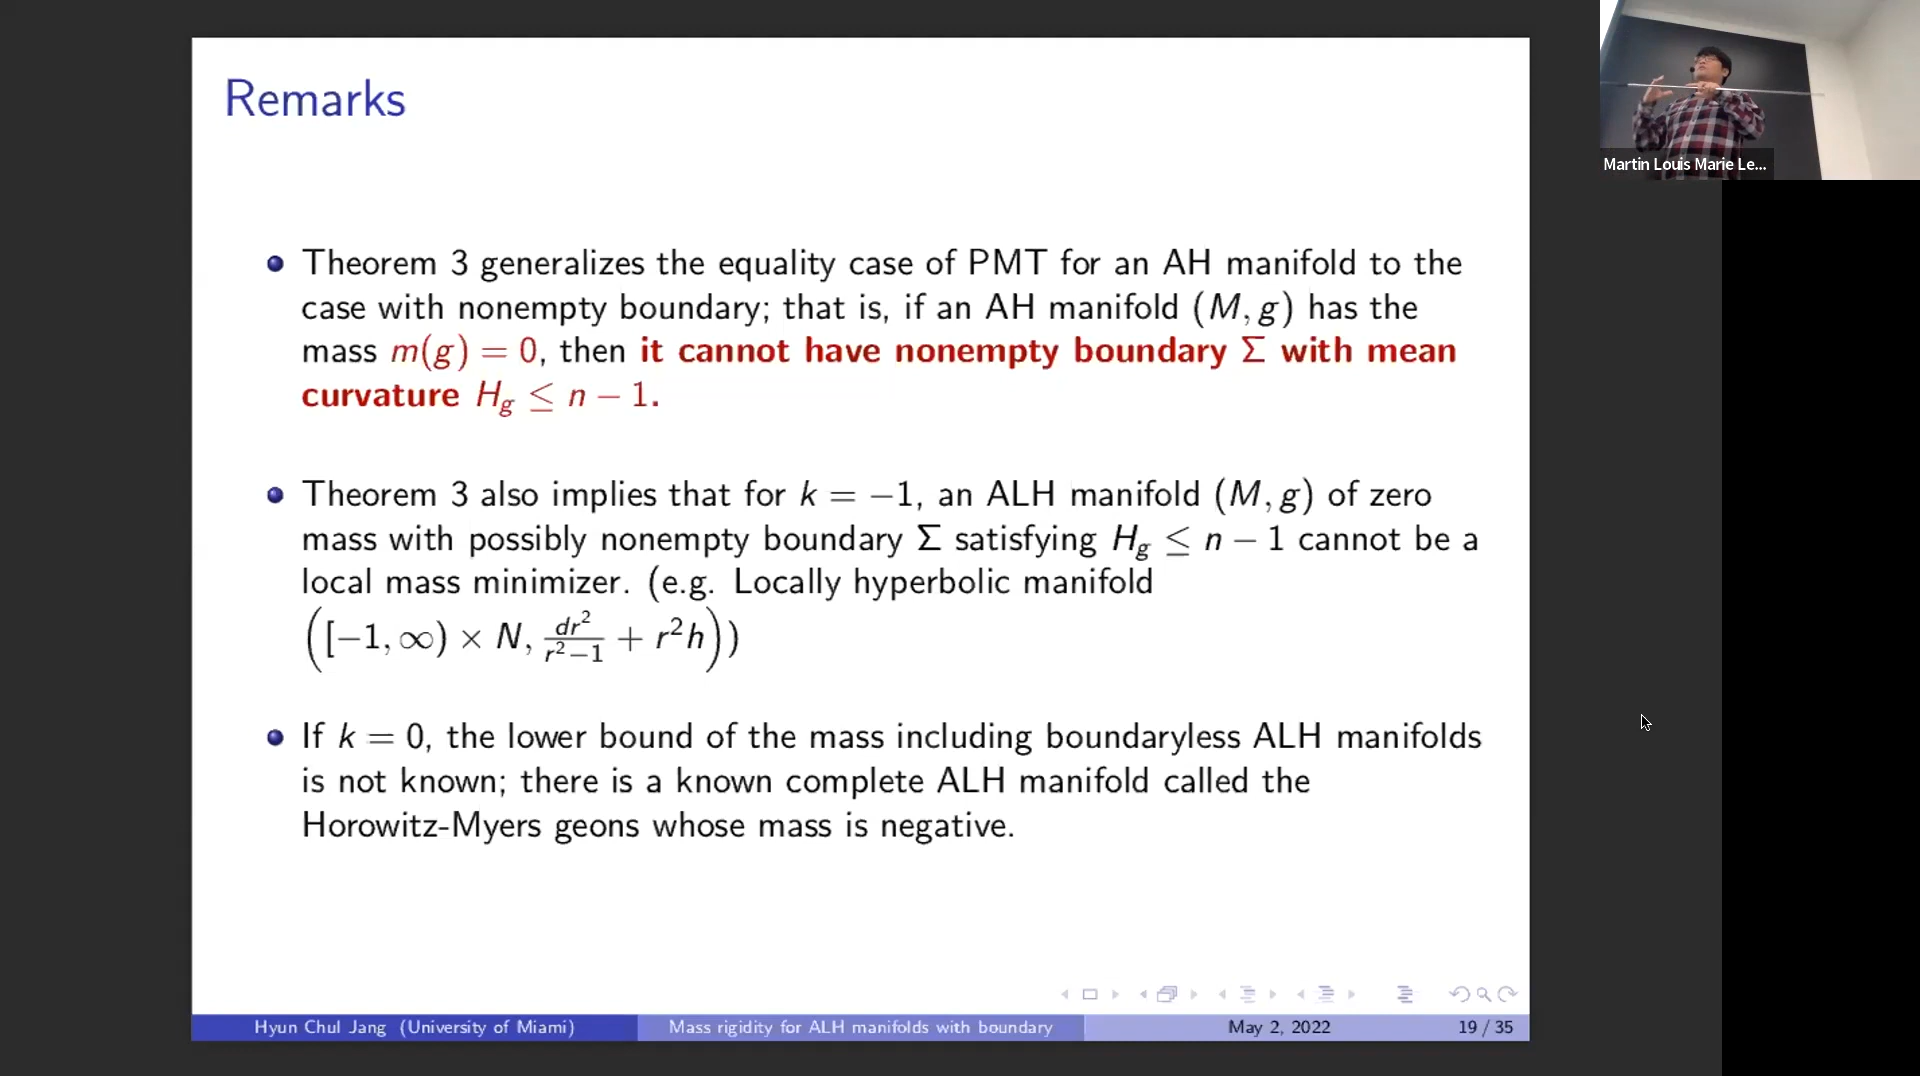 Remarks
Theorem 3 generalizes the equality case of PMT for an AH manifold to the
case with nonempty boundary; that is, if an AH manifold (M, g) has the
mass m(g) = 0, then it cannot have nonempty boundary Σ with mean
curvature H_g ≤ n − 1.
Theorem 3 also implies that for k = −1, an ALH manifold (M, g) of zero
mass with possibly nonempty boundary Σ satisfying H_g ≤ n − 1 cannot be a
local mass minimizer. (e.g. Locally hyperbolic manifold
([−1, ∞) × N, dr²/(r²−1) + r²h))
If k = 0, the lower bound of the mass including boundaryless ALH manifolds
is not known; there is a known complete ALH manifold called the
Horowitz-Myers geons whose mass is negative.
Hyun Chul Jang (University of Miami) Mass rigidity for ALH manifolds with boundary May 2, 2022 19 / 35
Martin Louis Marie Le...